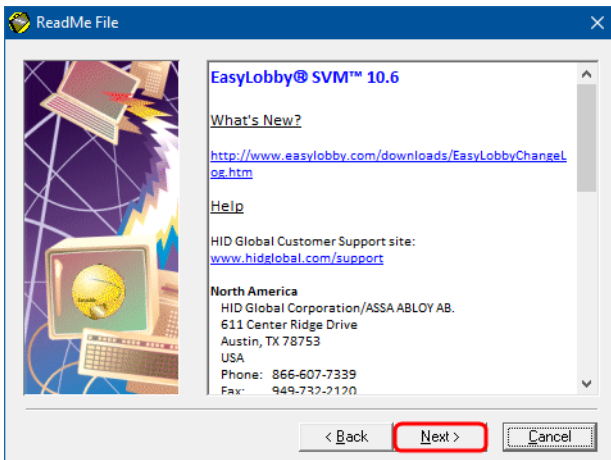 ReadMe File
EasyLobby® SVM™ 10.6
What's New?
http://www.easylobby.com/downloads/EasyLobbyChangeL
og.htm
Help
HID Global Customer Support site:
www.hidglobal.com/support
North America
HID Global Corporation/ASSA ABLOY AB.
611 Center Ridge Drive
Austin, TX 78753
USA
Phone: 866-607-7339
Fax: 949-732-2120
< Back
Next >
Cancel